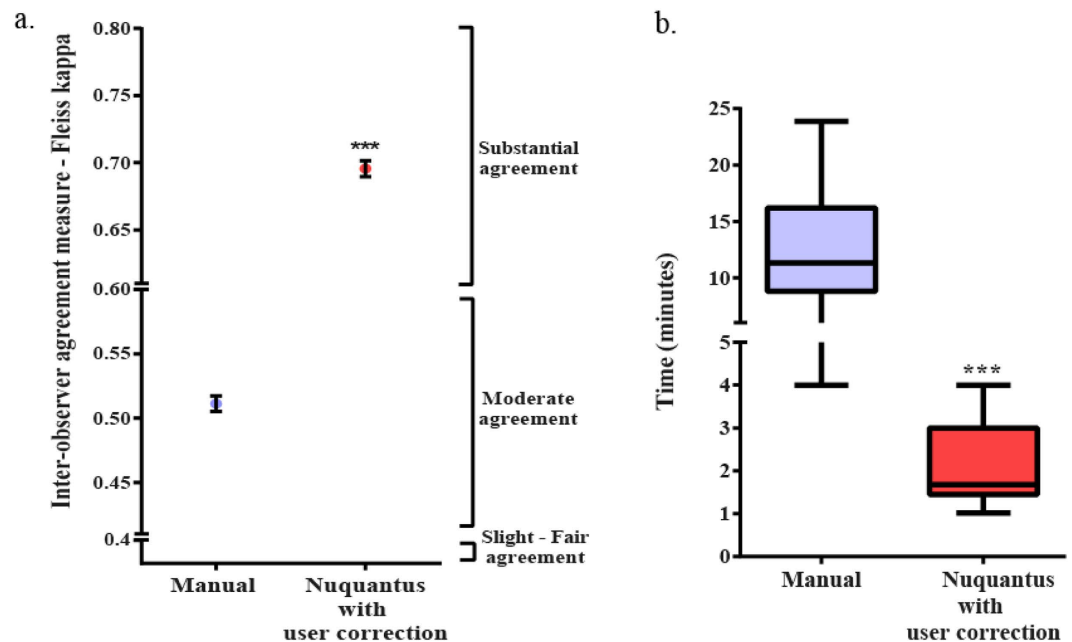 a.
Inter-observer agreement measure - Fleiss kappa
0.80
0.75
0.70
0.65
0.60
0.55
0.50
0.45
0.4
***
Substantial
agreement
Moderate
agreement
Slight - Fair
agreement
Manual
Nuquantus
with
user correction
b.
Time (minutes)
25
20
15
10
5
4
3
2
1
0
***
Manual
Nuquantus
with
user correction